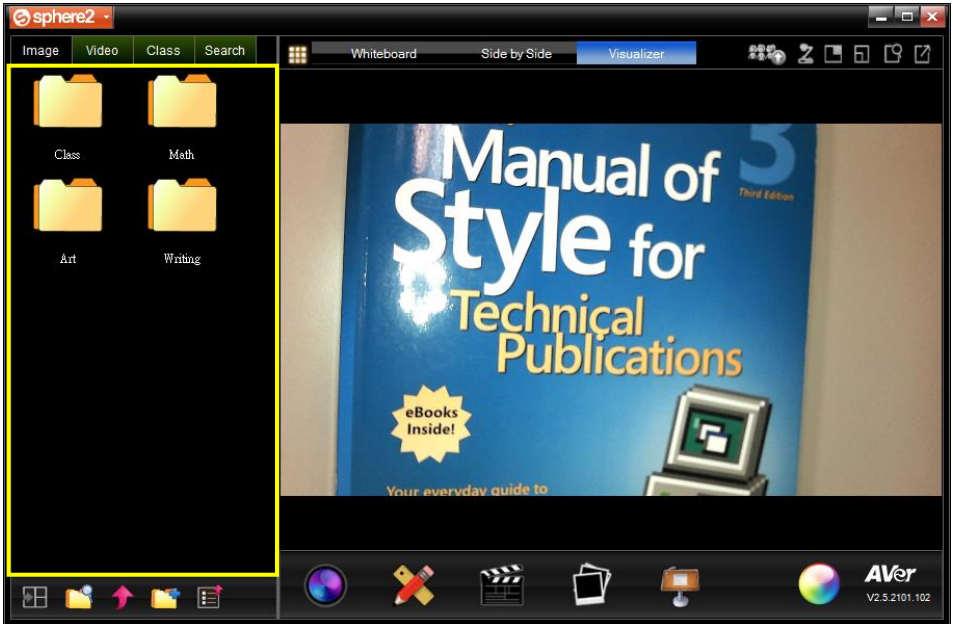 sphere2
Image Video Class Search
Whiteboard Side by Side Visualizer
Class Math
Art Writing
3
Manual of
Third Edition
Style for
Technical
Publications
eBooks
Inside!
Your everyday guide to
AVer
V2.5.2101.102